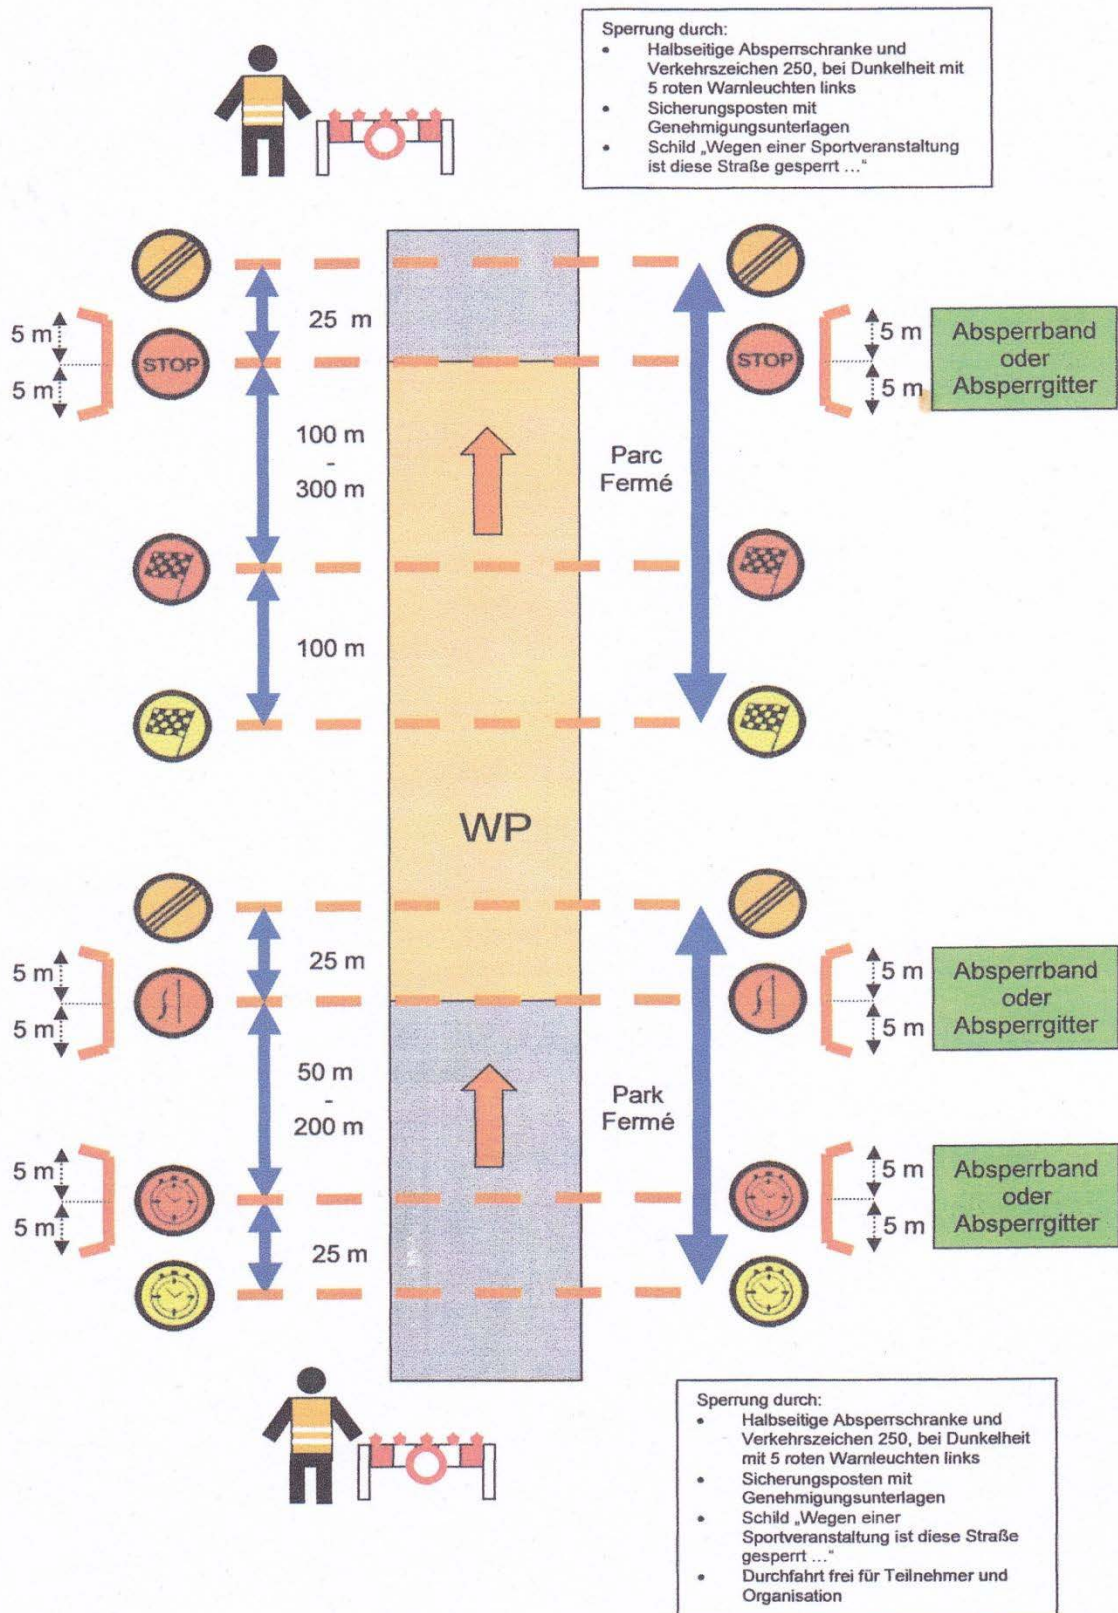 Sperrung durch:
• Halbseitige Absperrschranke und
Verkehrszeichen 250, bei Dunkelheit mit
5 roten Warnleuchten links
• Sicherungsposten mit
Genehmigungsunterlagen
• Schild „Wegen einer Sportveranstaltung
ist diese Straße gesperrt ...“
25 m
5 m
5 m
STOP
STOP
5 m
5 m
Absperrband
oder
Absperrgitter
100 m
-
300 m
Parc
Fermé
100 m
WP
25 m
5 m
5 m
5 m
5 m
Absperrband
oder
Absperrgitter
50 m
-
200 m
Park
Fermé
5 m
5 m
5 m
5 m
Absperrband
oder
Absperrgitter
25 m
Sperrung durch:
• Halbseitige Absperrschranke und
Verkehrszeichen 250, bei Dunkelheit
mit 5 roten Warnleuchten links
• Sicherungsposten mit
Genehmigungsunterlagen
• Schild „Wegen einer
Sportveranstaltung ist diese Straße
gesperrt ...“
• Durchfahrt frei für Teilnehmer und
Organisation